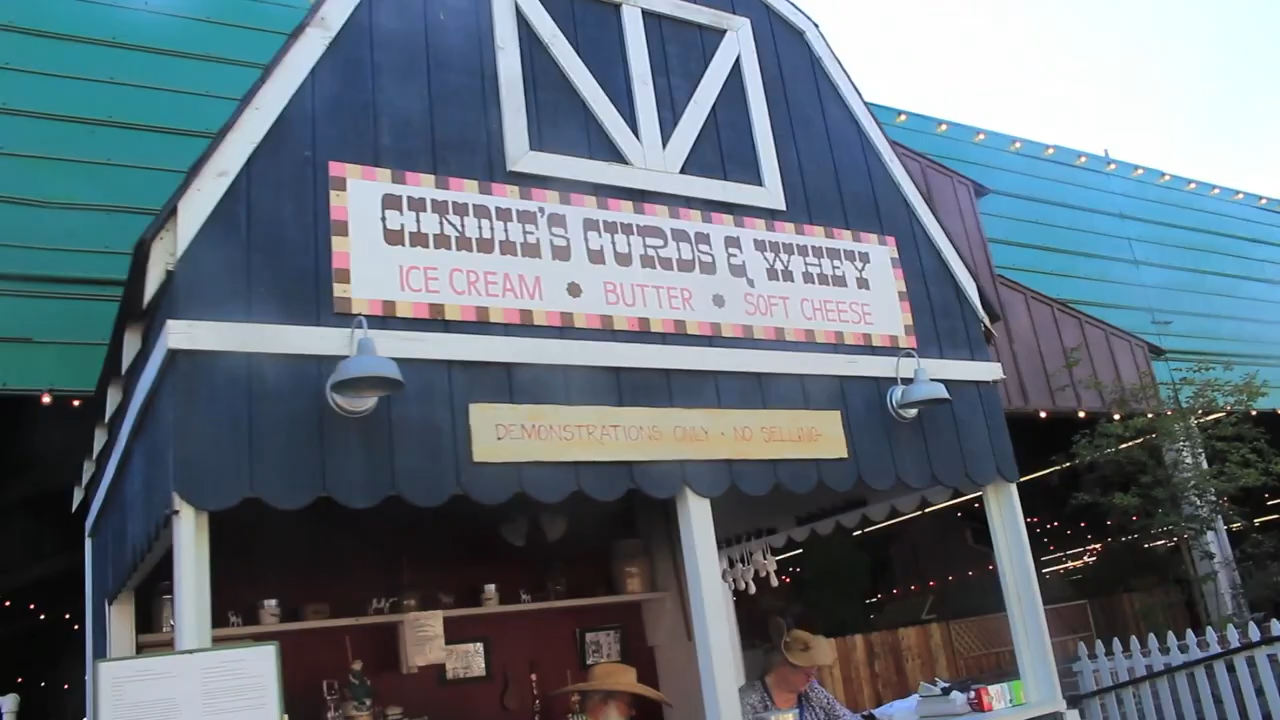 CINDIE'S CURDS & WHEY
ICE CREAM • BUTTER • SOFT CHEESE
DEMONSTRATIONS ONLY • NO SELLING